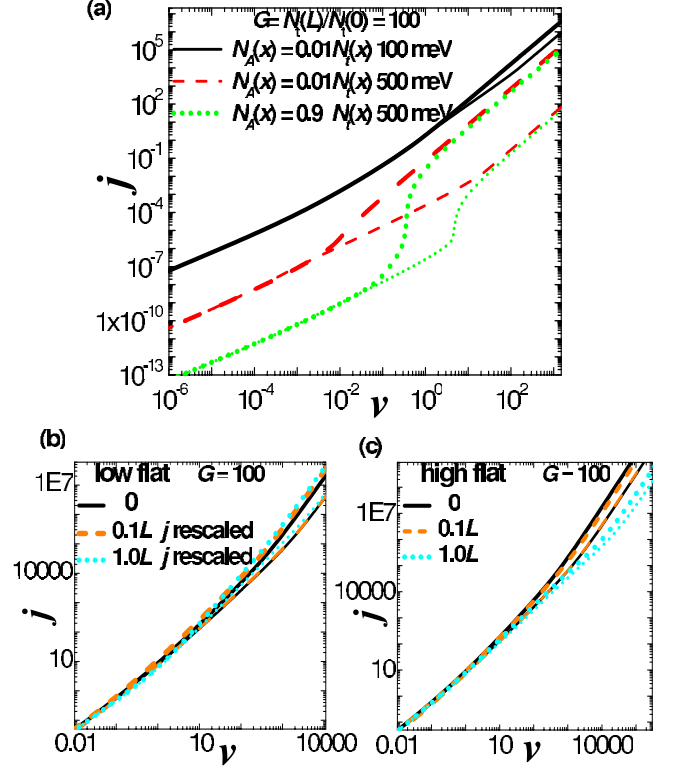 (a)
G=N_t(L)/N_t(0) = 100
N_A(x) = 0.01N_t(x) 100 meV
N_A(x) = 0.01N_t(x) 500 meV
N_A(x) = 0.9 N_t(x) 500 meV
j
10^5
10^2
10^-1
10^-4
10^-7
1x10^-10
10^-13
10^-6 10^-4 10^-2 10^0 10^2
v
(b)
low flat G = 100
0
0.1L j rescaled
1.0L j rescaled
j
1E7
10000
10
0.01 10 10000
v
(c)
high flat G – 100
0
0.1L
1.0L
j
1E7
10000
10
0.01 10 10000
v